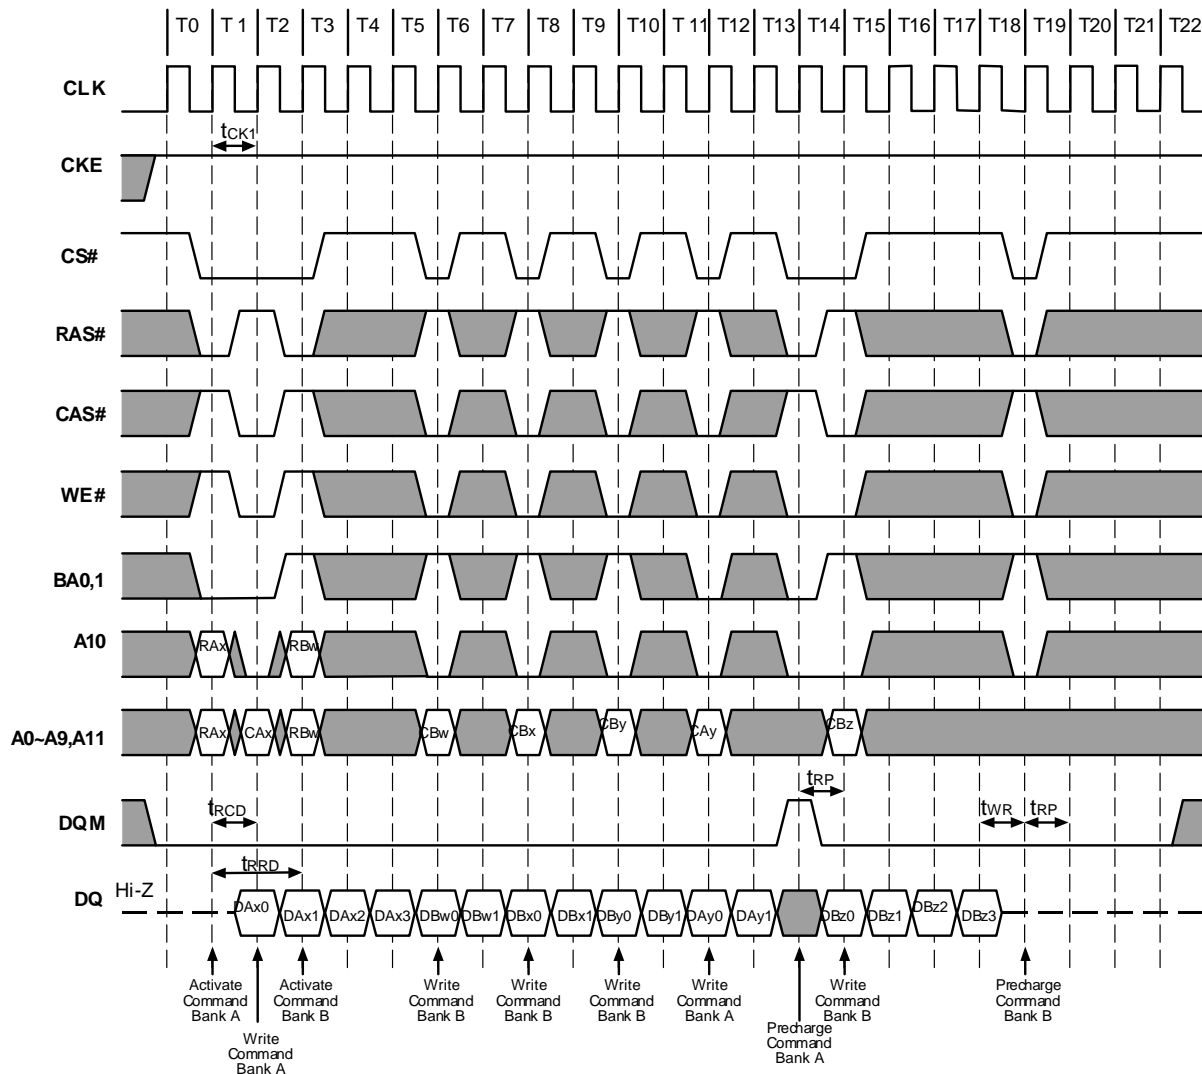 T0 T 1 T2 T3 T4 T5 T6 T7 T8 T9 T10 T 11 T12 T13 T14 T15 T16 T17 T18 T19 T20 T21 T22
CLK
tCK1
CKE
CS#
RAS#
CAS#
WE#
BA0,1
A10 RAx RBw
A0~A9,A11 RAx CAx RBw CBw CBx CBy CAy CBz
tRP
DQM tRCD tWR tRP
tRRD
DQ Hi-Z DAx0 DAx1 DAx2 DAx3 DBw0 DBw1 DBx0 DBx1 DBy0 DBy1 DAy0 DAy1 DBz0 DBz1 DBz2 DBz3
Activate
Command
Bank A
Write
Command
Bank A
Activate
Command
Bank B
Write
Command
Bank B
Write
Command
Bank B
Write
Command
Bank B
Write
Command
Bank A
Precharge
Command
Bank A
Write
Command
Bank B
Precharge
Command
Bank B